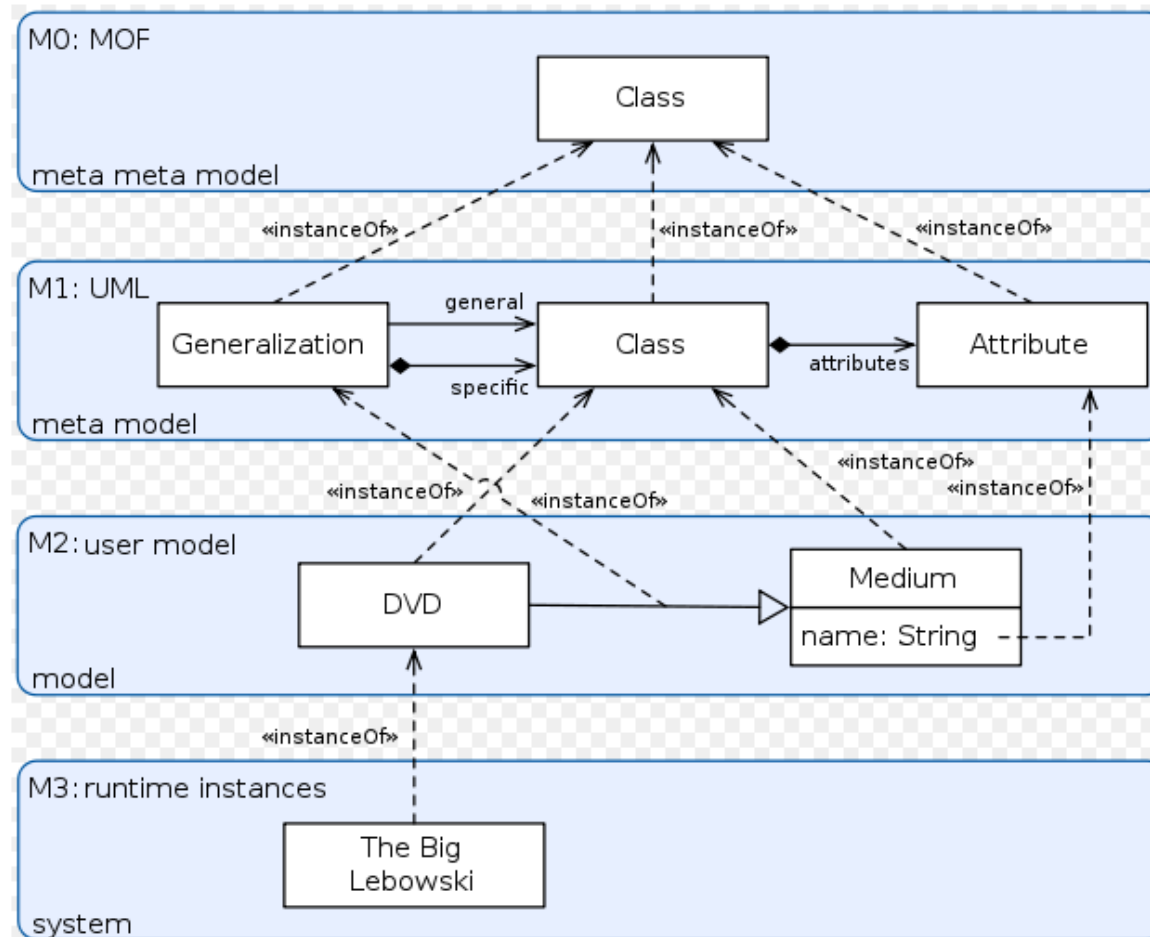 M0: MOF
Class
meta meta model
«instanceOf»
«instanceOf»
«instanceOf»
M1: UML
general
Generalization
Class
Attribute
specific
attributes
meta model
«instanceOf»
«instanceOf»
«instanceOf»
«instanceOf»
M2: user model
Medium
DVD
name: String
model
«instanceOf»
M3: runtime instances
The Big
Lebowski
system